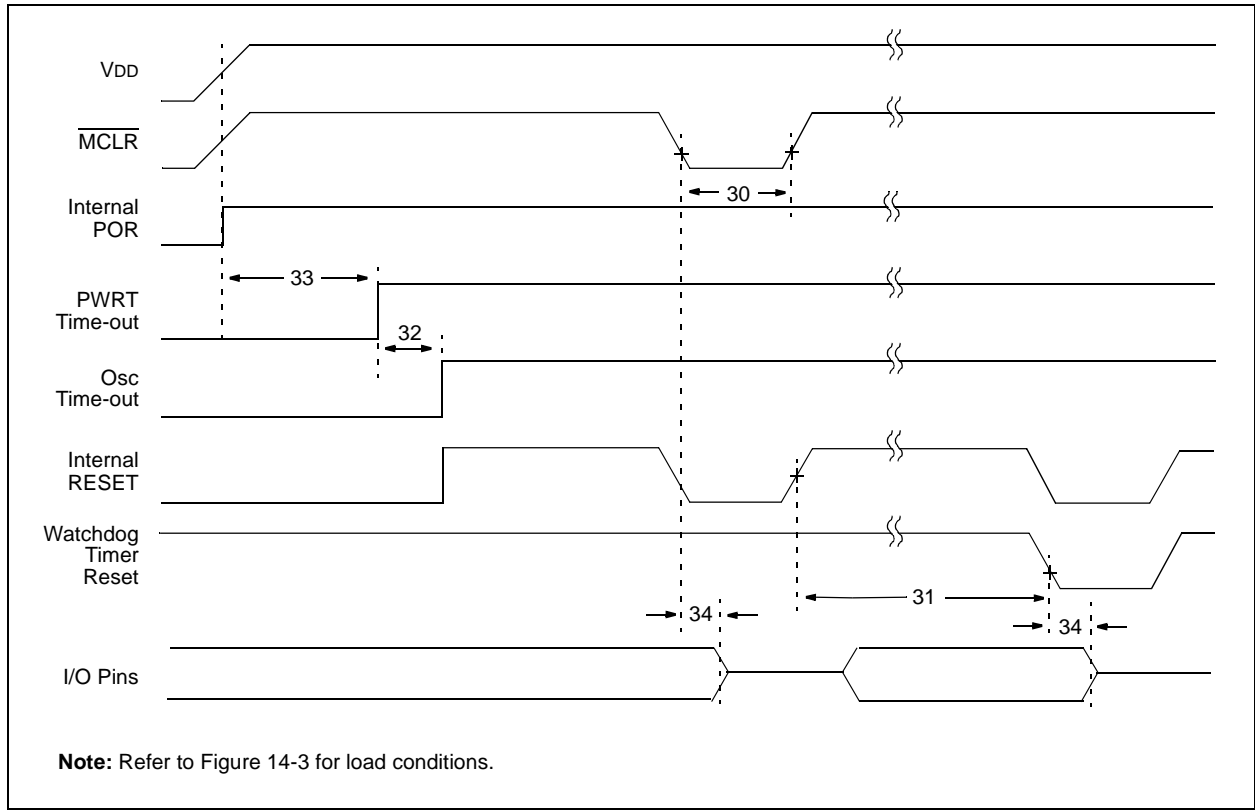 VDD
MCLR
30
Internal
POR
33
PWRT
Time-out
32
Osc
Time-out
Internal
RESET
Watchdog
Timer
Reset
31
34
34
I/O Pins
Note: Refer to Figure 14-3 for load conditions.